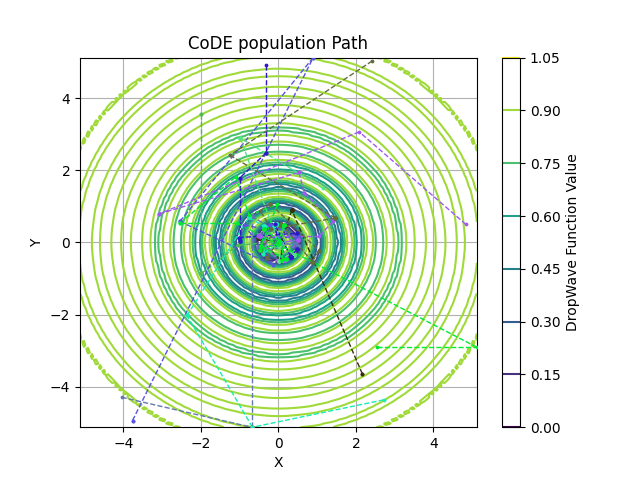 CoDE population Path
4
2
0
−2
−4
Y
−4 −2 0 2 4
X
1.05
0.90
0.75
0.60
0.45
0.30
0.15
0.00
DropWave Function Value